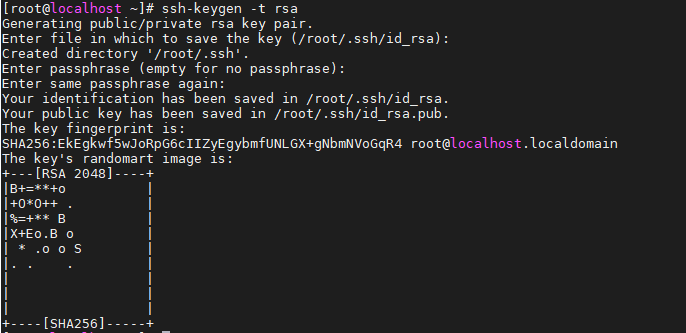 [root@localhost ~]# ssh-keygen -t rsa
Generating public/private rsa key pair.
Enter file in which to save the key (/root/.ssh/id_rsa):
Created directory '/root/.ssh'.
Enter passphrase (empty for no passphrase):
Enter same passphrase again:
Your identification has been saved in /root/.ssh/id_rsa.
Your public key has been saved in /root/.ssh/id_rsa.pub.
The key fingerprint is:
SHA256:EkEgkwf5wJoRpG6cIIZyEgybmfUNLGX+gNbmNVoGqR4 root@localhost.localdomain
The key's randomart image is:
+---[RSA 2048]----+
|B+=**+o          |
|+O*O++ .         |
|%=+** B          |
|X+Eo.B o         |
| * .o o S        |
|. .    .         |
|                 |
|                 |
|                 |
+----[SHA256]-----+